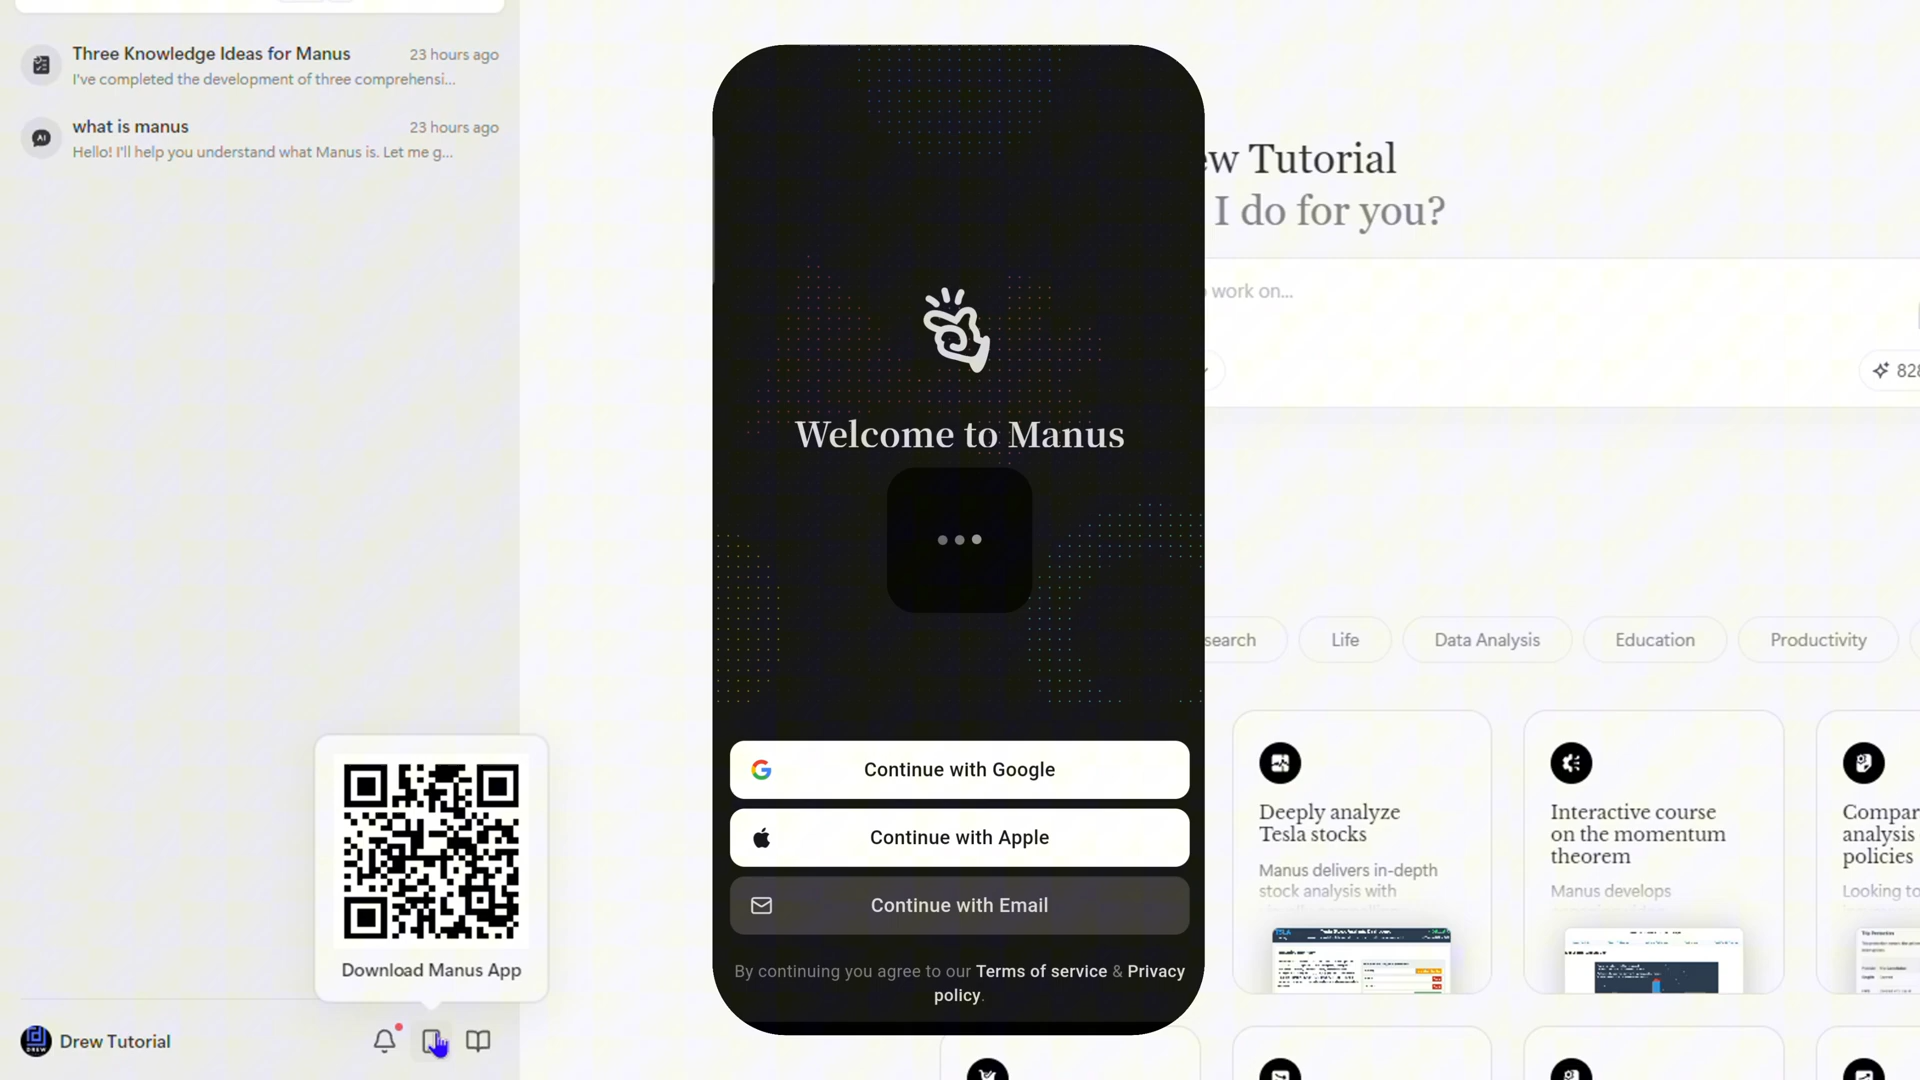 Three Knowledge Ideas for Manus
23 hours ago
I've completed the development of three comprehensi...
what is manus
23 hours ago
Hello! I'll help you understand what Manus is. Let me g...
Download Manus App
Drew Tutorial
Welcome to Manus
Continue with Google
Continue with Apple
Continue with Email
By continuing you agree to our Terms of service & Privacy
policy.
ew Tutorial
I do for you?
work on...
828
search
Life
Data Analysis
Education
Productivity
Deeply analyze
Tesla stocks
Manus delivers in-depth
stock analysis with
Interactive course
on the momentum
theorem
Manus develops
Compar
analysis
policies
Looking to